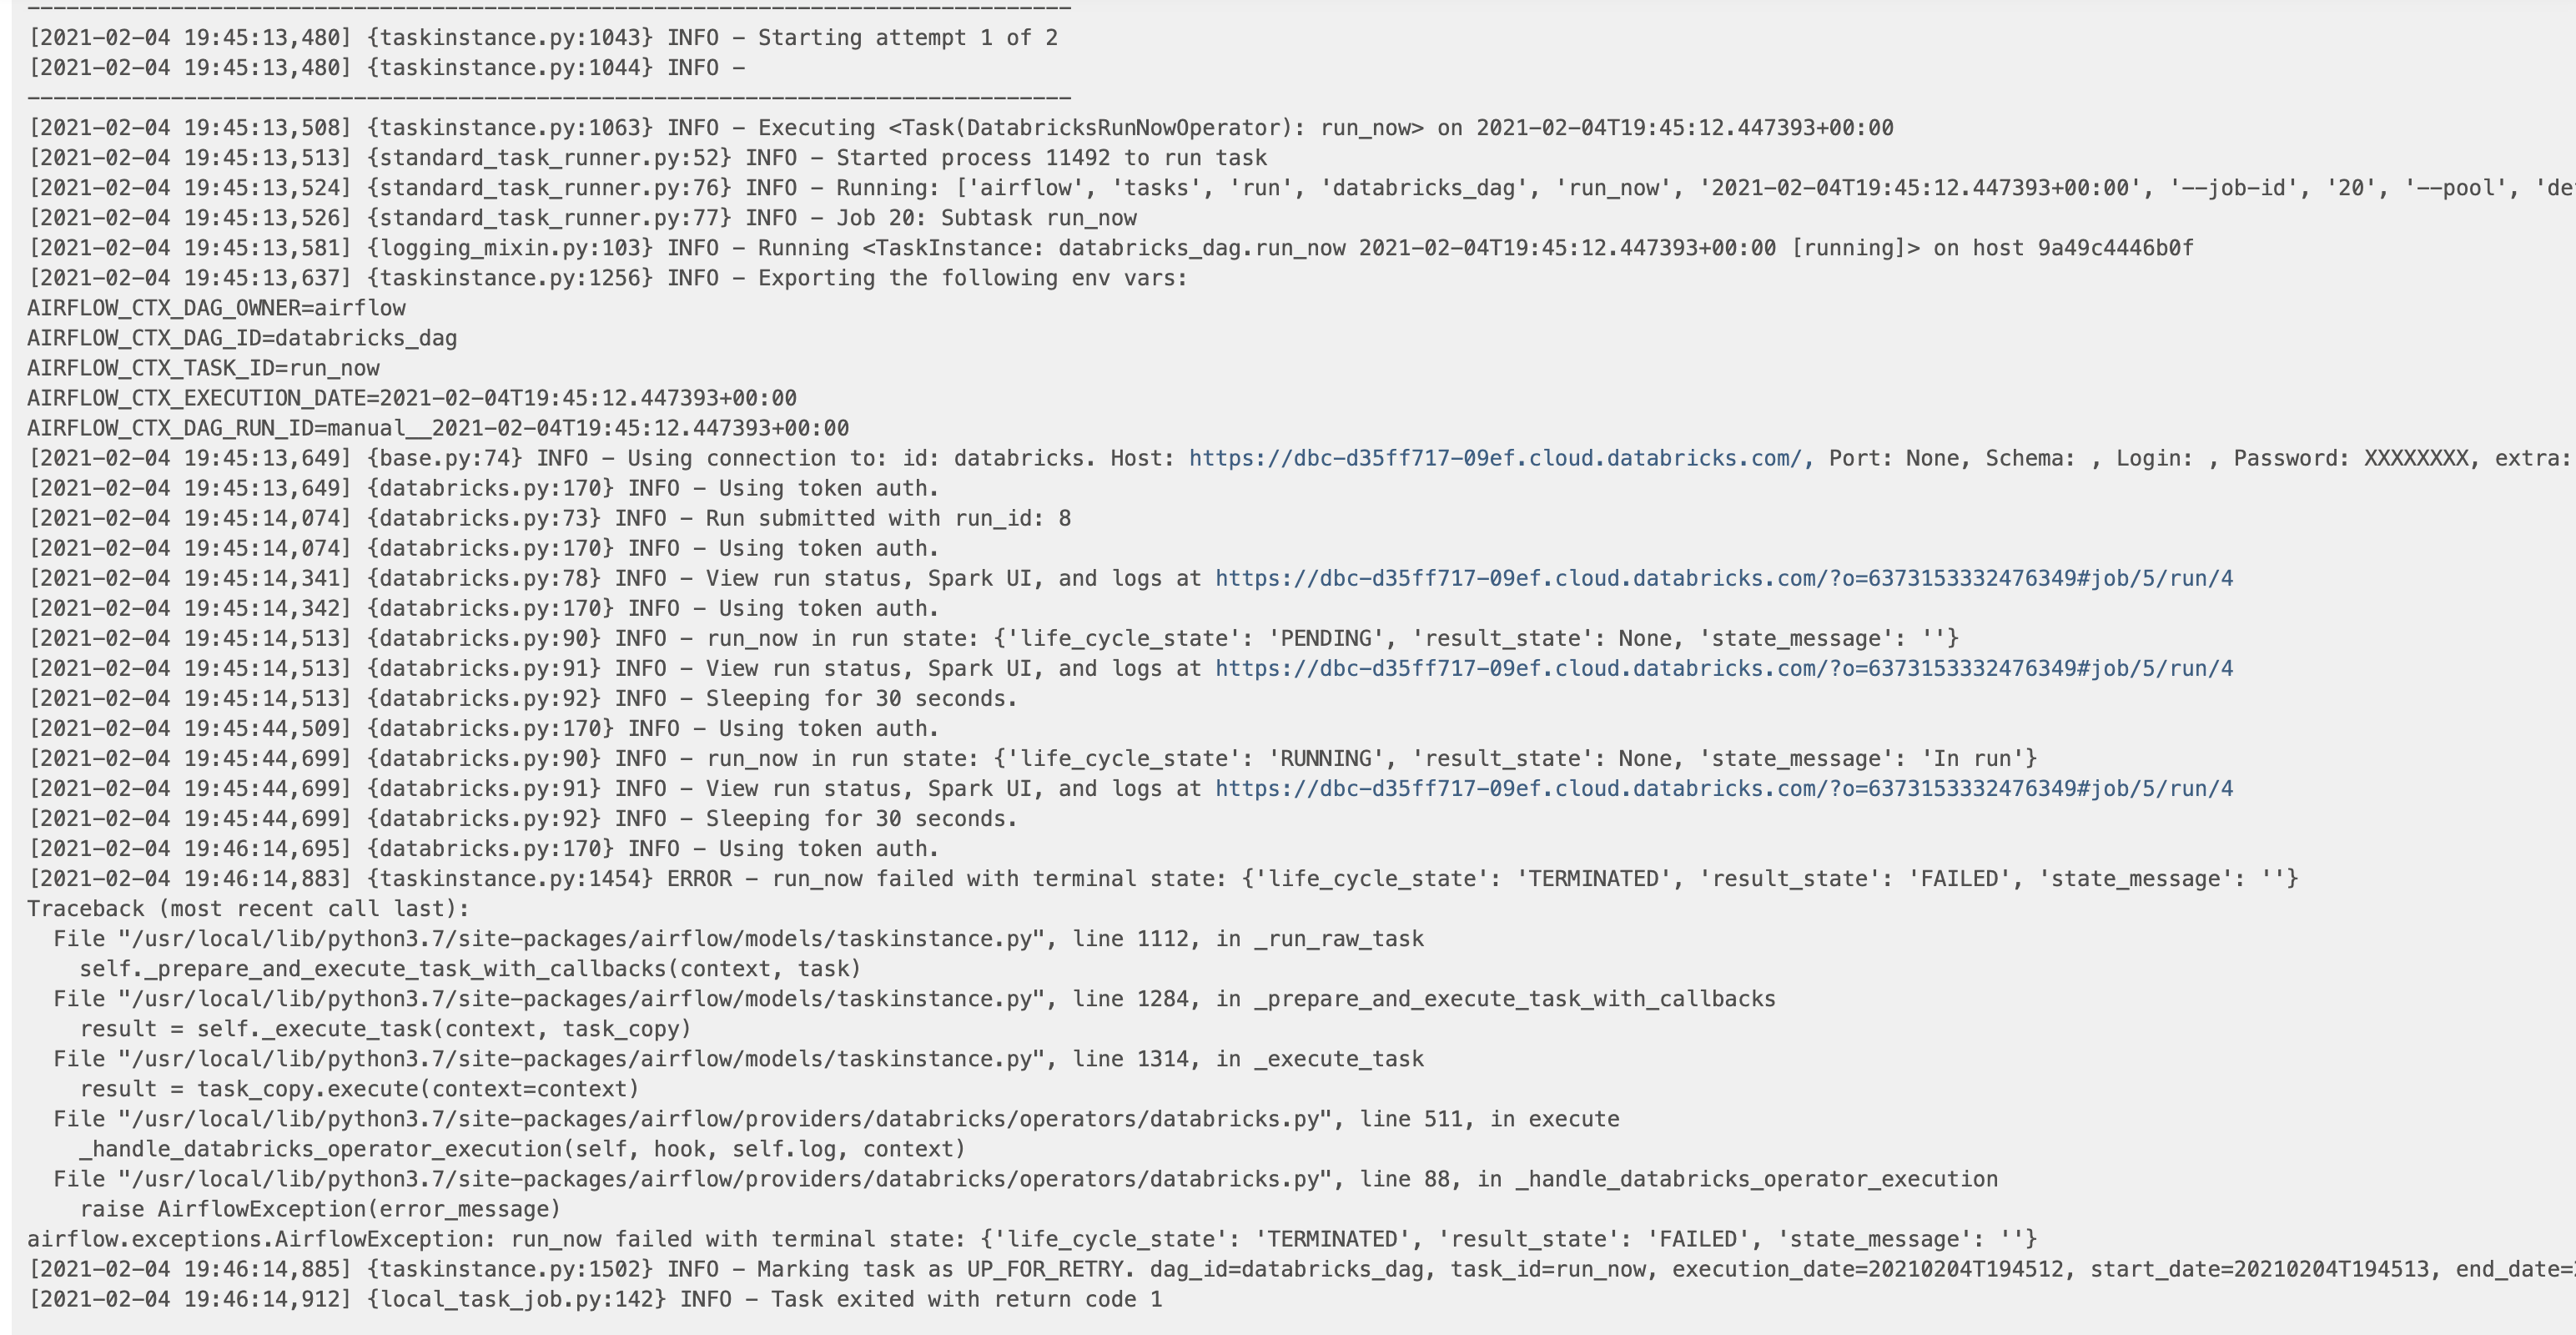 --------------------------------------------------------------------------------
[2021-02-04 19:45:13,480] {taskinstance.py:1043} INFO - Starting attempt 1 of 2
[2021-02-04 19:45:13,480] {taskinstance.py:1044} INFO -
--------------------------------------------------------------------------------
[2021-02-04 19:45:13,508] {taskinstance.py:1063} INFO - Executing <Task(DatabricksRunNowOperator): run_now> on 2021-02-04T19:45:12.447393+00:00
[2021-02-04 19:45:13,513] {standard_task_runner.py:52} INFO - Started process 11492 to run task
[2021-02-04 19:45:13,524] {standard_task_runner.py:76} INFO - Running: ['airflow', 'tasks', 'run', 'databricks_dag', 'run_now', '2021-02-04T19:45:12.447393+00:00', '--job-id', '20', '--pool', 'de
[2021-02-04 19:45:13,526] {standard_task_runner.py:77} INFO - Job 20: Subtask run_now
[2021-02-04 19:45:13,581] {logging_mixin.py:103} INFO - Running <TaskInstance: databricks_dag.run_now 2021-02-04T19:45:12.447393+00:00 [running]> on host 9a49c4446b0f
[2021-02-04 19:45:13,637] {taskinstance.py:1256} INFO - Exporting the following env vars:
AIRFLOW_CTX_DAG_OWNER=airflow
AIRFLOW_CTX_DAG_ID=databricks_dag
AIRFLOW_CTX_TASK_ID=run_now
AIRFLOW_CTX_EXECUTION_DATE=2021-02-04T19:45:12.447393+00:00
AIRFLOW_CTX_DAG_RUN_ID=manual__2021-02-04T19:45:12.447393+00:00
[2021-02-04 19:45:13,649] {base.py:74} INFO - Using connection to: id: databricks. Host: https://dbc-d35ff717-09ef.cloud.databricks.com/, Port: None, Schema: , Login: , Password: XXXXXXXX, extra:
[2021-02-04 19:45:13,649] {databricks.py:170} INFO - Using token auth.
[2021-02-04 19:45:14,074] {databricks.py:73} INFO - Run submitted with run_id: 8
[2021-02-04 19:45:14,074] {databricks.py:170} INFO - Using token auth.
[2021-02-04 19:45:14,341] {databricks.py:78} INFO - View run status, Spark UI, and logs at https://dbc-d35ff717-09ef.cloud.databricks.com/?o=6373153332476349#job/5/run/4
[2021-02-04 19:45:14,342] {databricks.py:170} INFO - Using token auth.
[2021-02-04 19:45:14,513] {databricks.py:90} INFO - run_now in run state: {'life_cycle_state': 'PENDING', 'result_state': None, 'state_message': ''}
[2021-02-04 19:45:14,513] {databricks.py:91} INFO - View run status, Spark UI, and logs at https://dbc-d35ff717-09ef.cloud.databricks.com/?o=6373153332476349#job/5/run/4
[2021-02-04 19:45:14,513] {databricks.py:92} INFO - Sleeping for 30 seconds.
[2021-02-04 19:45:44,509] {databricks.py:170} INFO - Using token auth.
[2021-02-04 19:45:44,699] {databricks.py:90} INFO - run_now in run state: {'life_cycle_state': 'RUNNING', 'result_state': None, 'state_message': 'In run'}
[2021-02-04 19:45:44,699] {databricks.py:91} INFO - View run status, Spark UI, and logs at https://dbc-d35ff717-09ef.cloud.databricks.com/?o=6373153332476349#job/5/run/4
[2021-02-04 19:45:44,699] {databricks.py:92} INFO - Sleeping for 30 seconds.
[2021-02-04 19:46:14,695] {databricks.py:170} INFO - Using token auth.
[2021-02-04 19:46:14,883] {taskinstance.py:1454} ERROR - run_now failed with terminal state: {'life_cycle_state': 'TERMINATED', 'result_state': 'FAILED', 'state_message': ''}
Traceback (most recent call last):
  File "/usr/local/lib/python3.7/site-packages/airflow/models/taskinstance.py", line 1112, in _run_raw_task
    self._prepare_and_execute_task_with_callbacks(context, task)
  File "/usr/local/lib/python3.7/site-packages/airflow/models/taskinstance.py", line 1284, in _prepare_and_execute_task_with_callbacks
    result = self._execute_task(context, task_copy)
  File "/usr/local/lib/python3.7/site-packages/airflow/models/taskinstance.py", line 1314, in _execute_task
    result = task_copy.execute(context=context)
  File "/usr/local/lib/python3.7/site-packages/airflow/providers/databricks/operators/databricks.py", line 511, in execute
    _handle_databricks_operator_execution(self, hook, self.log, context)
  File "/usr/local/lib/python3.7/site-packages/airflow/providers/databricks/operators/databricks.py", line 88, in _handle_databricks_operator_execution
    raise AirflowException(error_message)
airflow.exceptions.AirflowException: run_now failed with terminal state: {'life_cycle_state': 'TERMINATED', 'result_state': 'FAILED', 'state_message': ''}
[2021-02-04 19:46:14,885] {taskinstance.py:1502} INFO - Marking task as UP_FOR_RETRY. dag_id=databricks_dag, task_id=run_now, execution_date=20210204T194512, start_date=20210204T194513, end_date=
[2021-02-04 19:46:14,912] {local_task_job.py:142} INFO - Task exited with return code 1